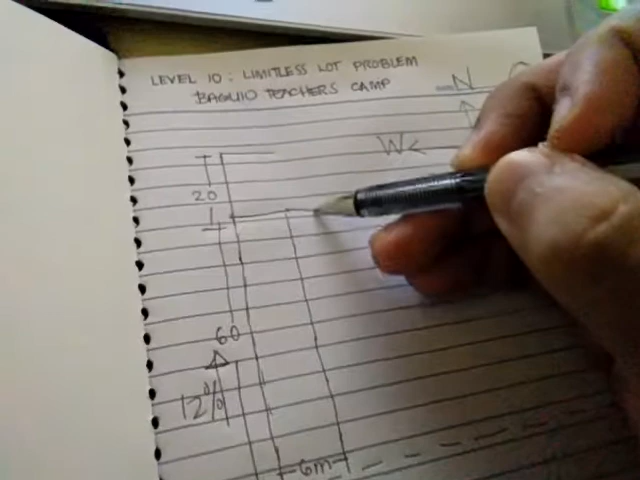 LEVEL 10: LIMITLESS LOT PROBLEM
BAGUIO TEACHERS CAMP
N
W
20
60
12%
6m